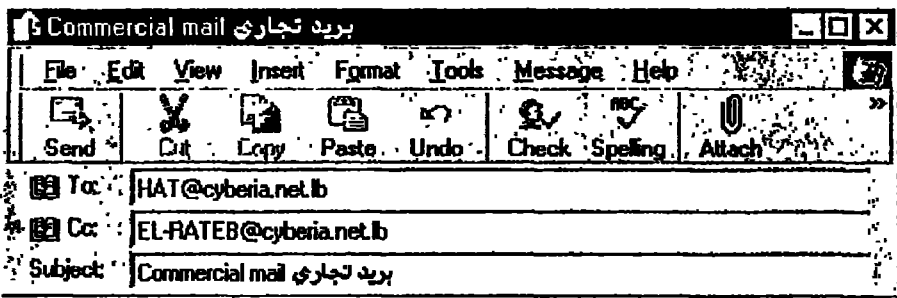 Commercial mail بريد تجاري
File Edit View Insert Format Tools Message Help
Send Cut Copy Paste Undo Check Spelling Attach »
To: HAT@cyberia.net.lb
Cc: EL-RATEB@cyberia.net.lb
Subject: Commercial mail بريد تجاري